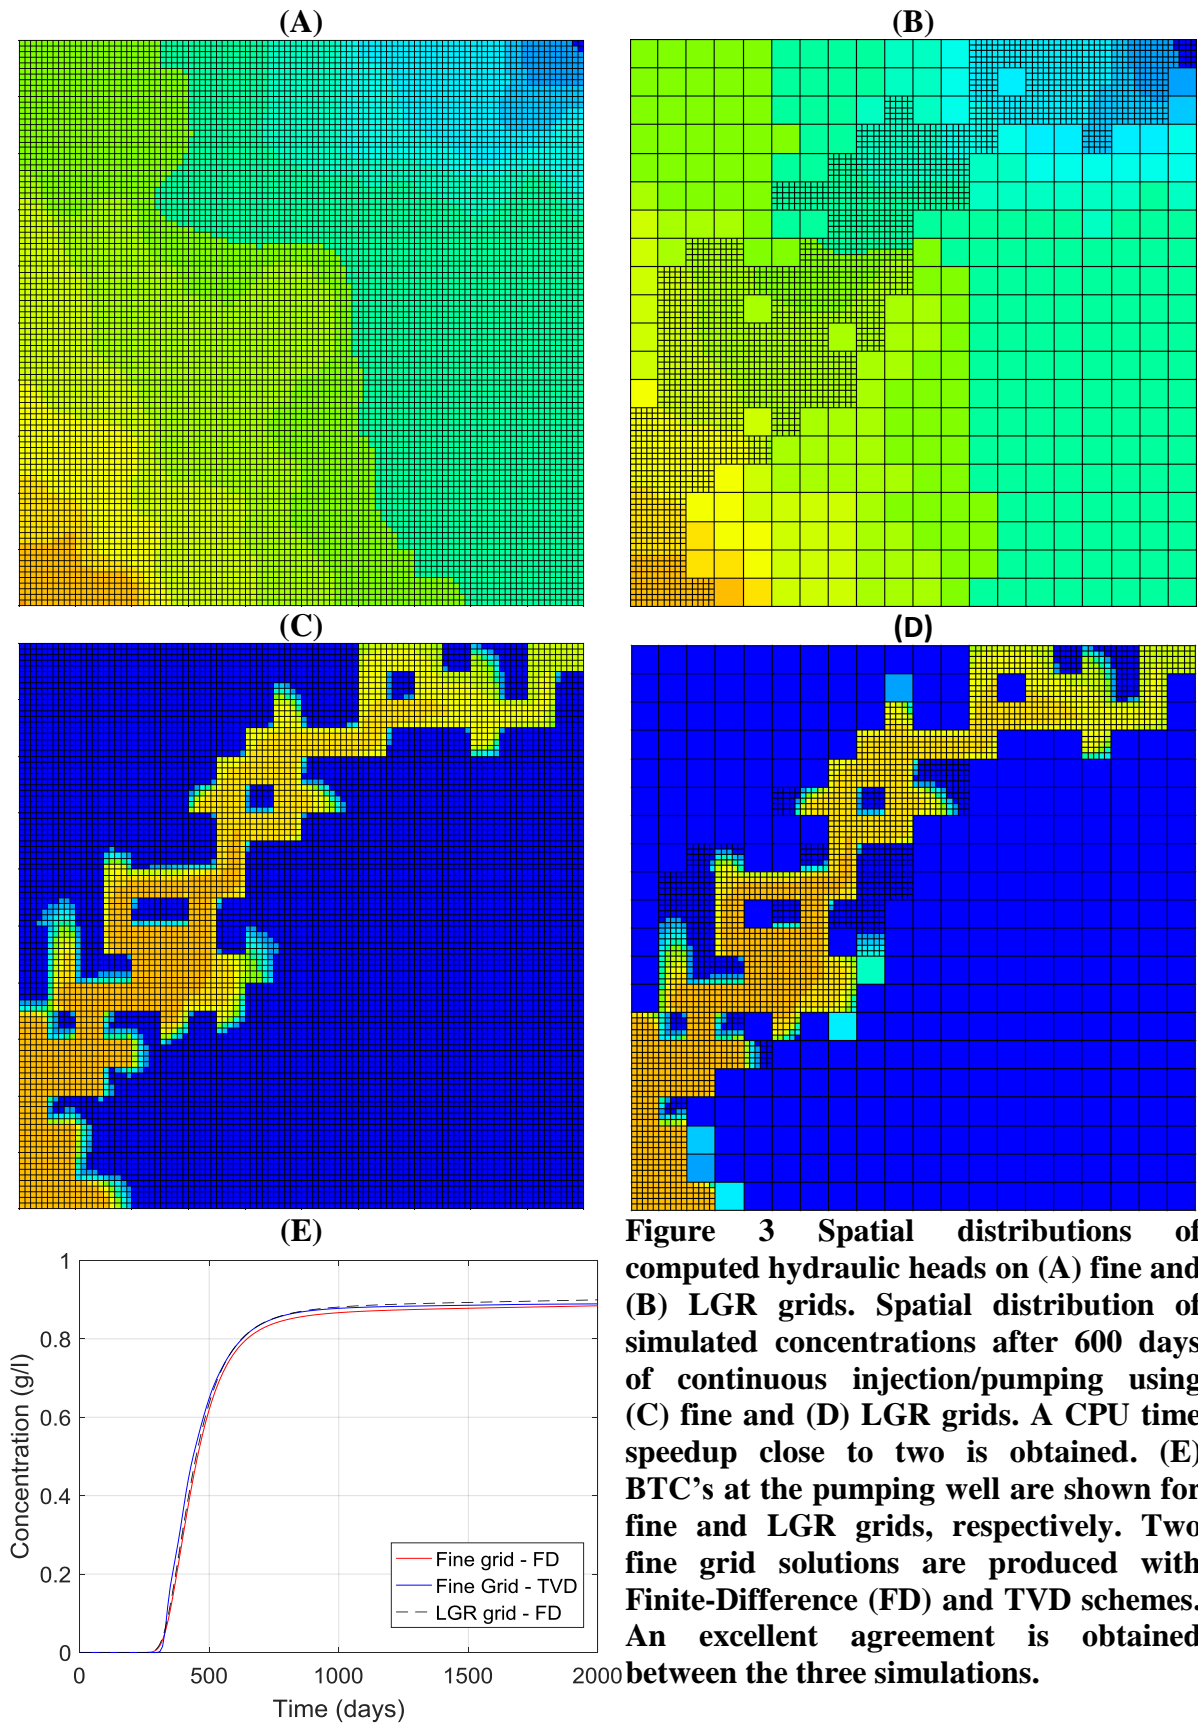 (A)
(B)
(C)
(D)
(E)
1
0.8
0.6
0.4
0.2
0
Concentration (g/l)
0
500
1000
1500
2000
Time (days)
Fine grid - FD
Fine Grid - TVD
LGR grid - FD
Figure 3 Spatial distributions of
computed hydraulic heads on (A) fine and
(B) LGR grids. Spatial distribution of
simulated concentrations after 600 days
of continuous injection/pumping using
(C) fine and (D) LGR grids. A CPU time
speedup close to two is obtained. (E)
BTC’s at the pumping well are shown for
fine and LGR grids, respectively. Two
fine grid solutions are produced with
Finite-Difference (FD) and TVD schemes.
An excellent agreement is obtained
between the three simulations.